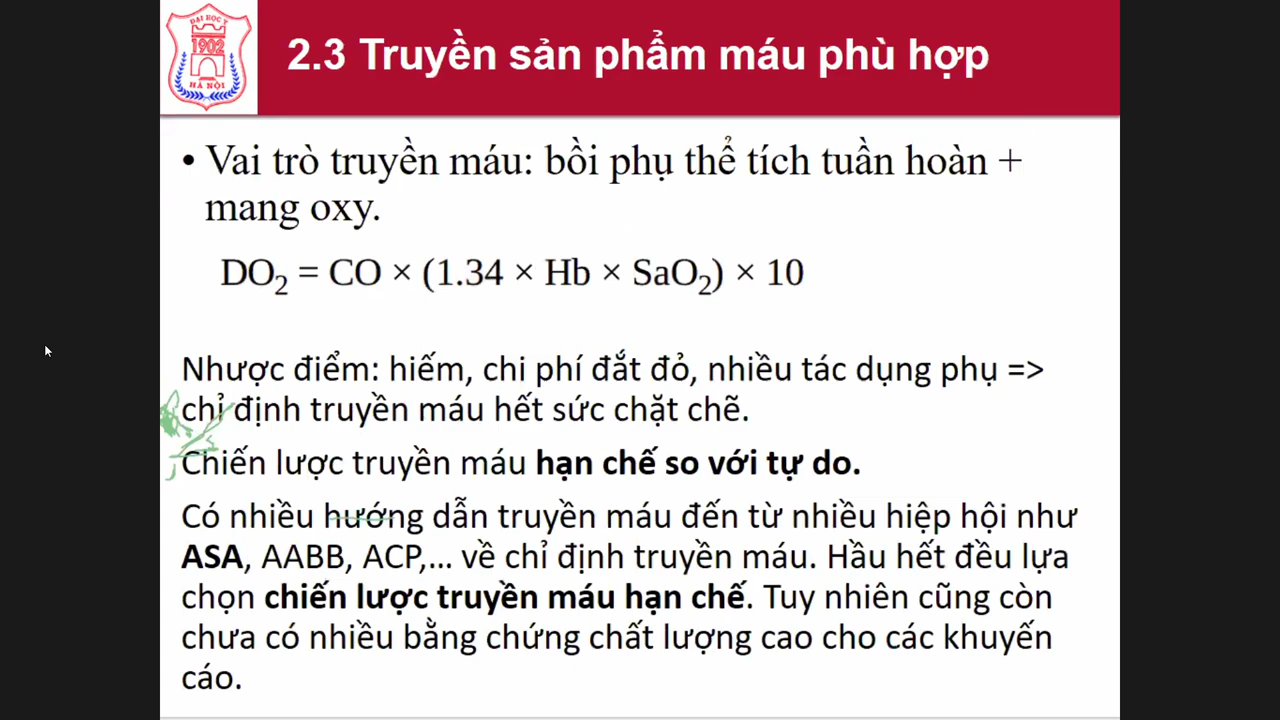 ĐẠI HỌC Y
1902
HÀ NỘI
2.3 Truyền sản phẩm máu phù hợp
• Vai trò truyền máu: bồi phụ thể tích tuần hoàn +
mang oxy.
DO₂ = CO × (1.34 × Hb × SaO₂) × 10
Nhược điểm: hiếm, chi phí đắt đỏ, nhiều tác dụng phụ =>
chỉ định truyền máu hết sức chặt chẽ.
Chiến lược truyền máu hạn chế so với tự do.
Có nhiều hướng dẫn truyền máu đến từ nhiều hiệp hội như
ASA, AABB, ACP,... về chỉ định truyền máu. Hầu hết đều lựa
chọn chiến lược truyền máu hạn chế. Tuy nhiên cũng còn
chưa có nhiều bằng chứng chất lượng cao cho các khuyến
cáo.